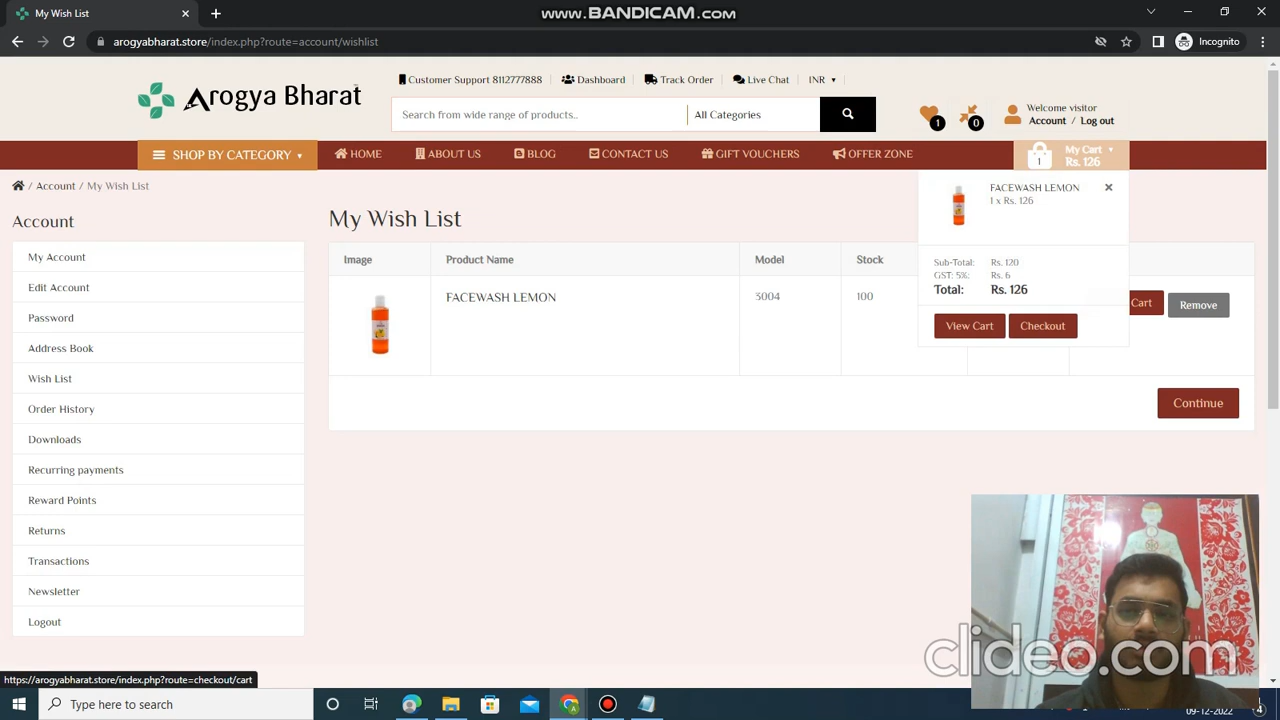 www.BANDICAM.com
My Wish List
arogyabharat.store/index.php?route=account/wishlist
Incognito
Arogya Bharat
Customer Support 8112777888
Dashboard
Track Order
Live Chat
INR
Search from wide range of products..
All Categories
1
0
Welcome visitor
Account / Log out
SHOP BY CATEGORY
HOME
ABOUT US
BLOG
CONTACT US
GIFT VOUCHERS
OFFER ZONE
1
My Cart
Rs. 126
/ Account / My Wish List
FACEWASH LEMON
1 x Rs. 126
Sub-Total: Rs. 120
GST: 5%: Rs. 6
Total: Rs. 126
View Cart
Checkout
Account
My Account
Edit Account
Password
Address Book
Wish List
Order History
Downloads
Recurring payments
Reward Points
Returns
Transactions
Newsletter
Logout
My Wish List
Image Product Name Model Stock
FACEWASH LEMON 3004 100
Cart
Remove
Continue
clideo.com
https://arogyabharat.store/index.php?route=checkout/cart
Type here to search
09-12-2022
4